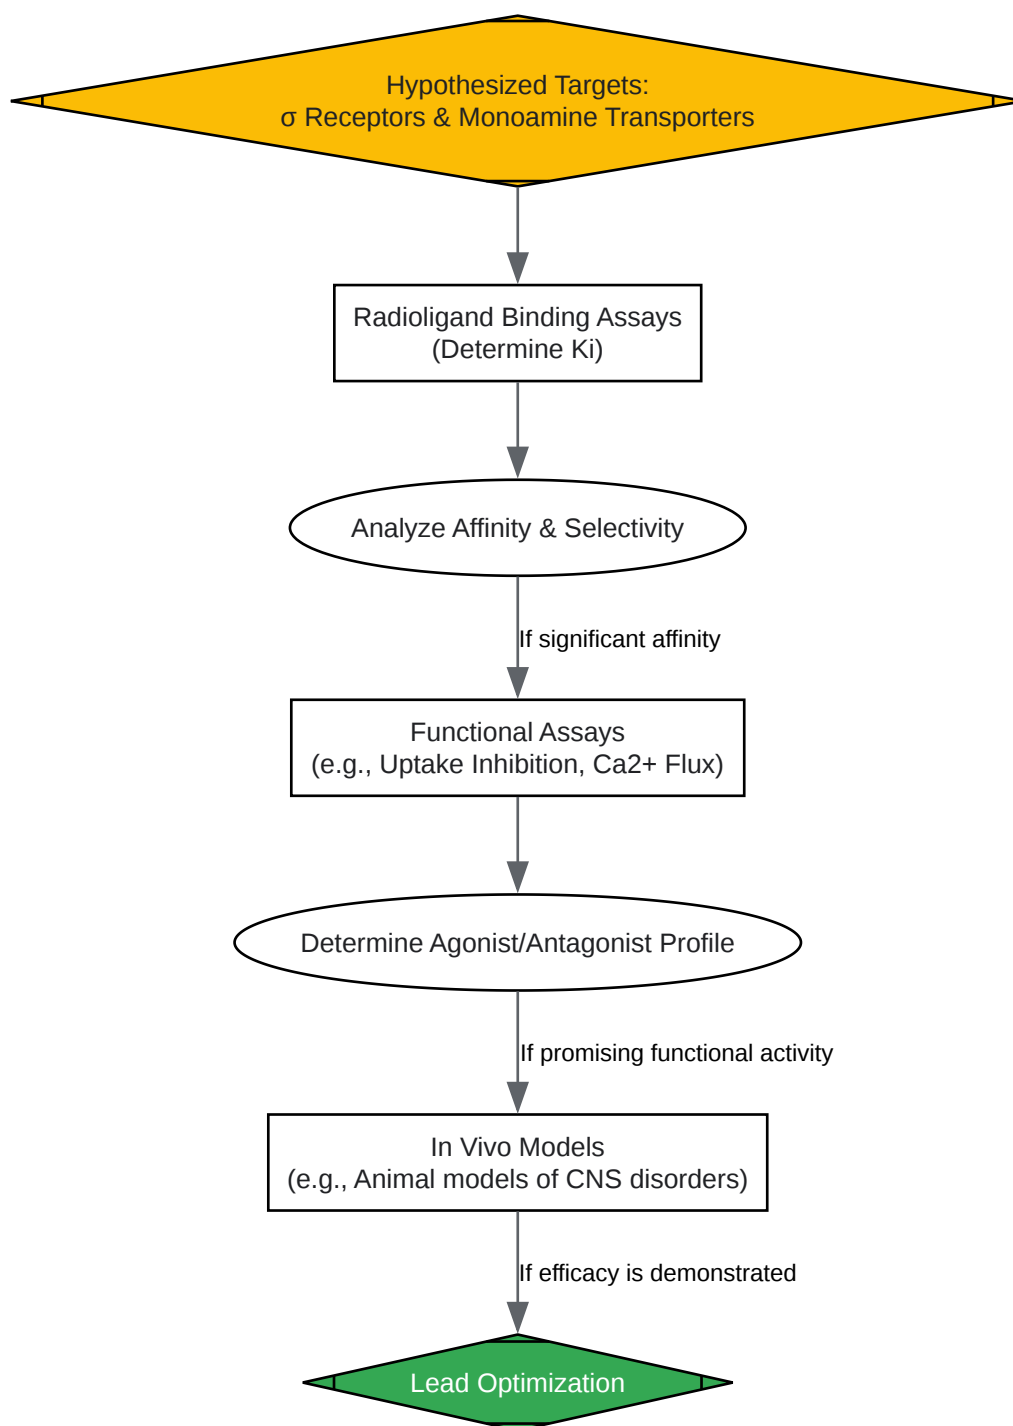 Hypothesized Targets:
σ Receptors & Monoamine Transporters
Radioligand Binding Assays
(Determine Ki)
Analyze Affinity & Selectivity
If significant affinity
Functional Assays
(e.g., Uptake Inhibition, Ca2+ Flux)
Determine Agonist/Antagonist Profile
If promising functional activity
In Vivo Models
(e.g., Animal models of CNS disorders)
If efficacy is demonstrated
Lead Optimization